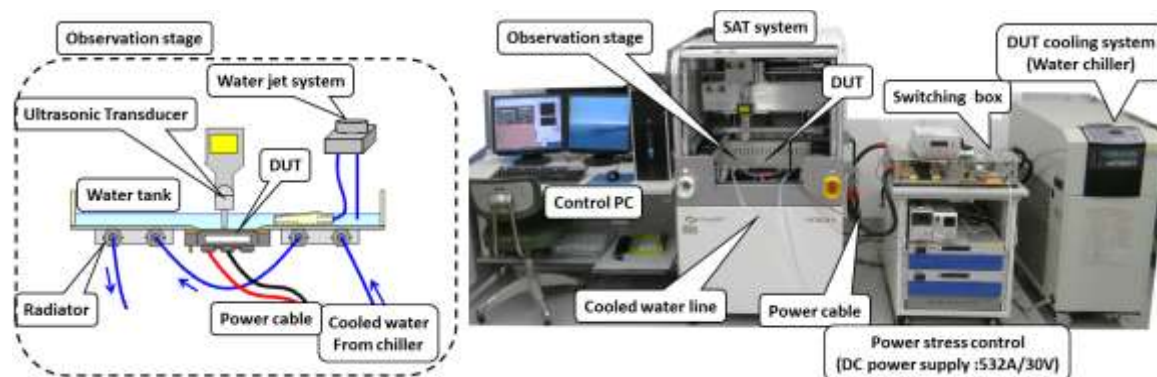 Observation stage
Water jet system
Ultrasonic Transducer
DUT
Water tank
Radiator
Power cable
Cooled water
From chiller
SAT system
Observation stage
DUT
DUT cooling system
(Water chiller)
Switching box
Control PC
Cooled water line
Power cable
Power stress control
(DC power supply :532A/30V)